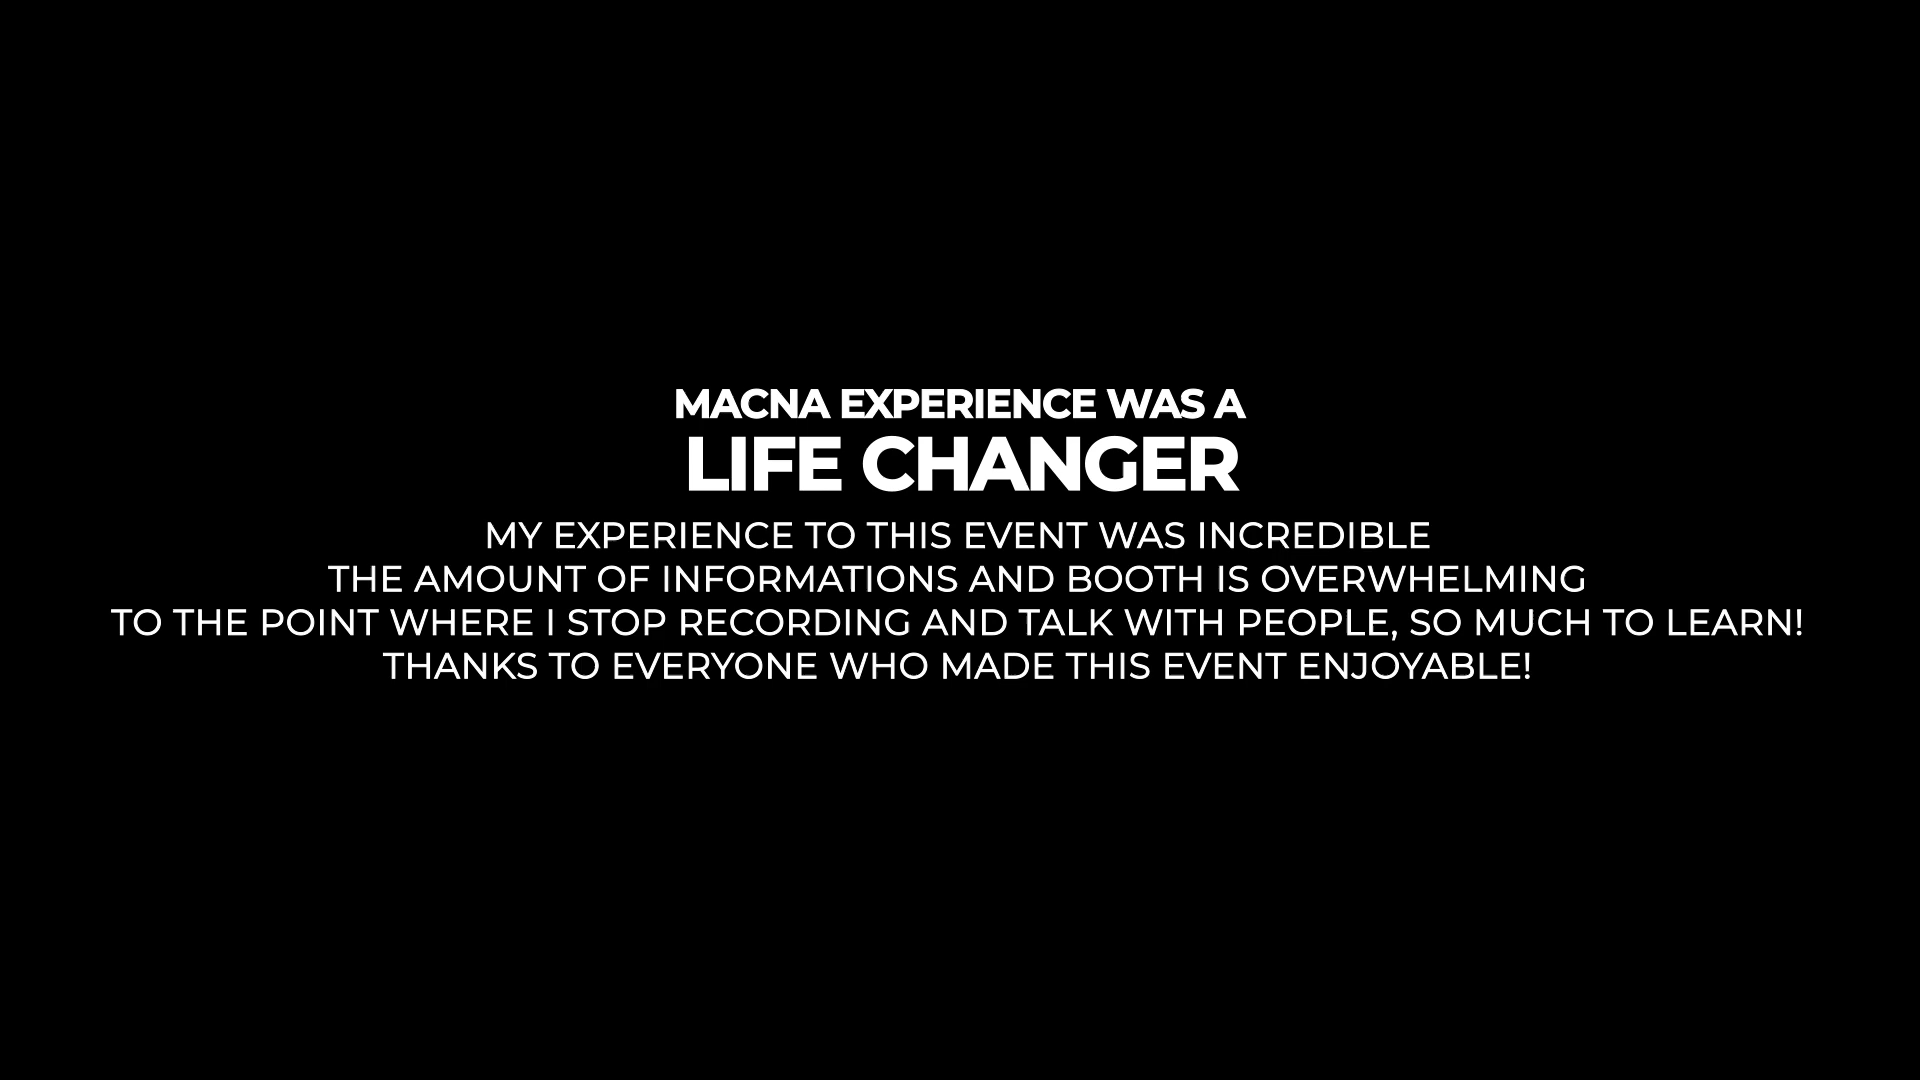 MACNA EXPERIENCE WAS A
LIFE CHANGER
MY EXPERIENCE TO THIS EVENT WAS INCREDIBLE
THE AMOUNT OF INFORMATIONS AND BOOTH IS OVERWHELMING
TO THE POINT WHERE I STOP RECORDING AND TALK WITH PEOPLE, SO MUCH TO LEARN!
THANKS TO EVERYONE WHO MADE THIS EVENT ENJOYABLE!